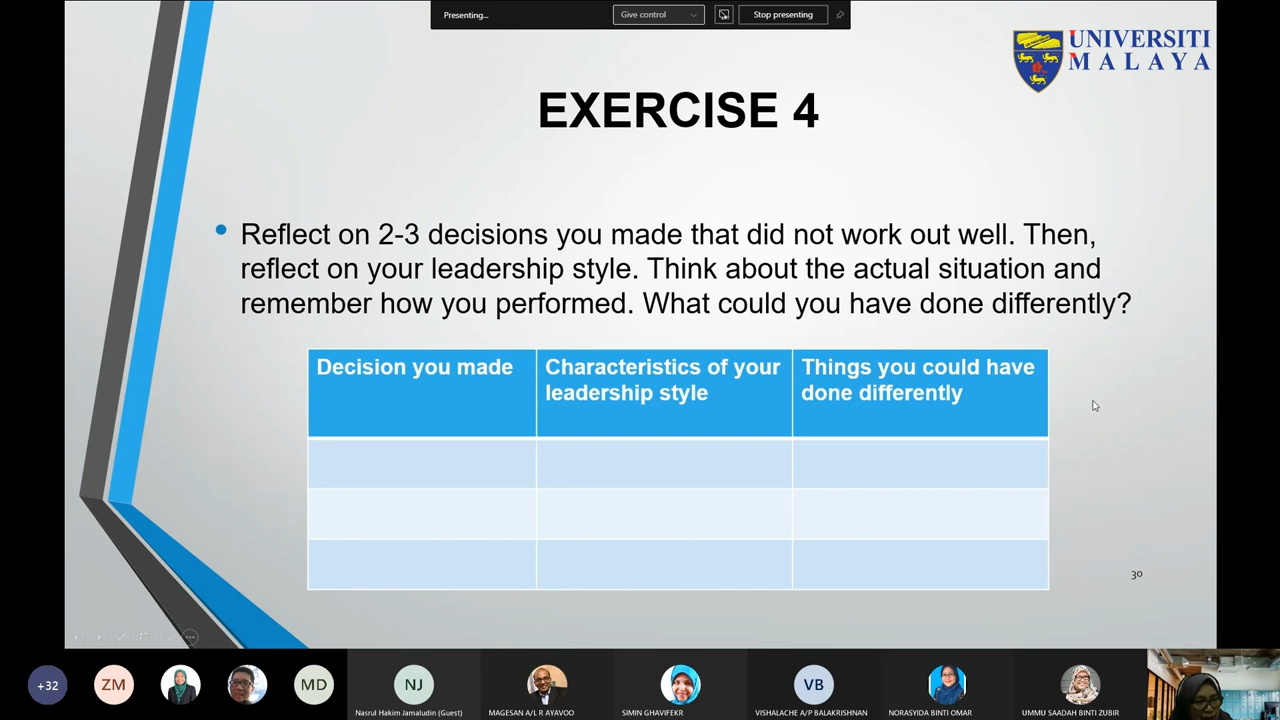 Presenting...
Give control
Stop presenting
UNIVERSITI
MALAYA
EXERCISE 4
• Reflect on 2-3 decisions you made that did not work out well. Then,
reflect on your leadership style. Think about the actual situation and
remember how you performed. What could you have done differently?
Decision you made
Characteristics of your
leadership style
Things you could have
done differently
30
+32
ZM
MD
NJ
VB
Nasrul Hakim Jamaludin (Guest)
MAGESAN A/L R AYAVOO
SIMIN GHAVIFEKR
VISHALACHE A/P BALAKRISHNAN
NORASYIDA BINTI OMAR
UMMU SAADAH BINTI ZUBIR